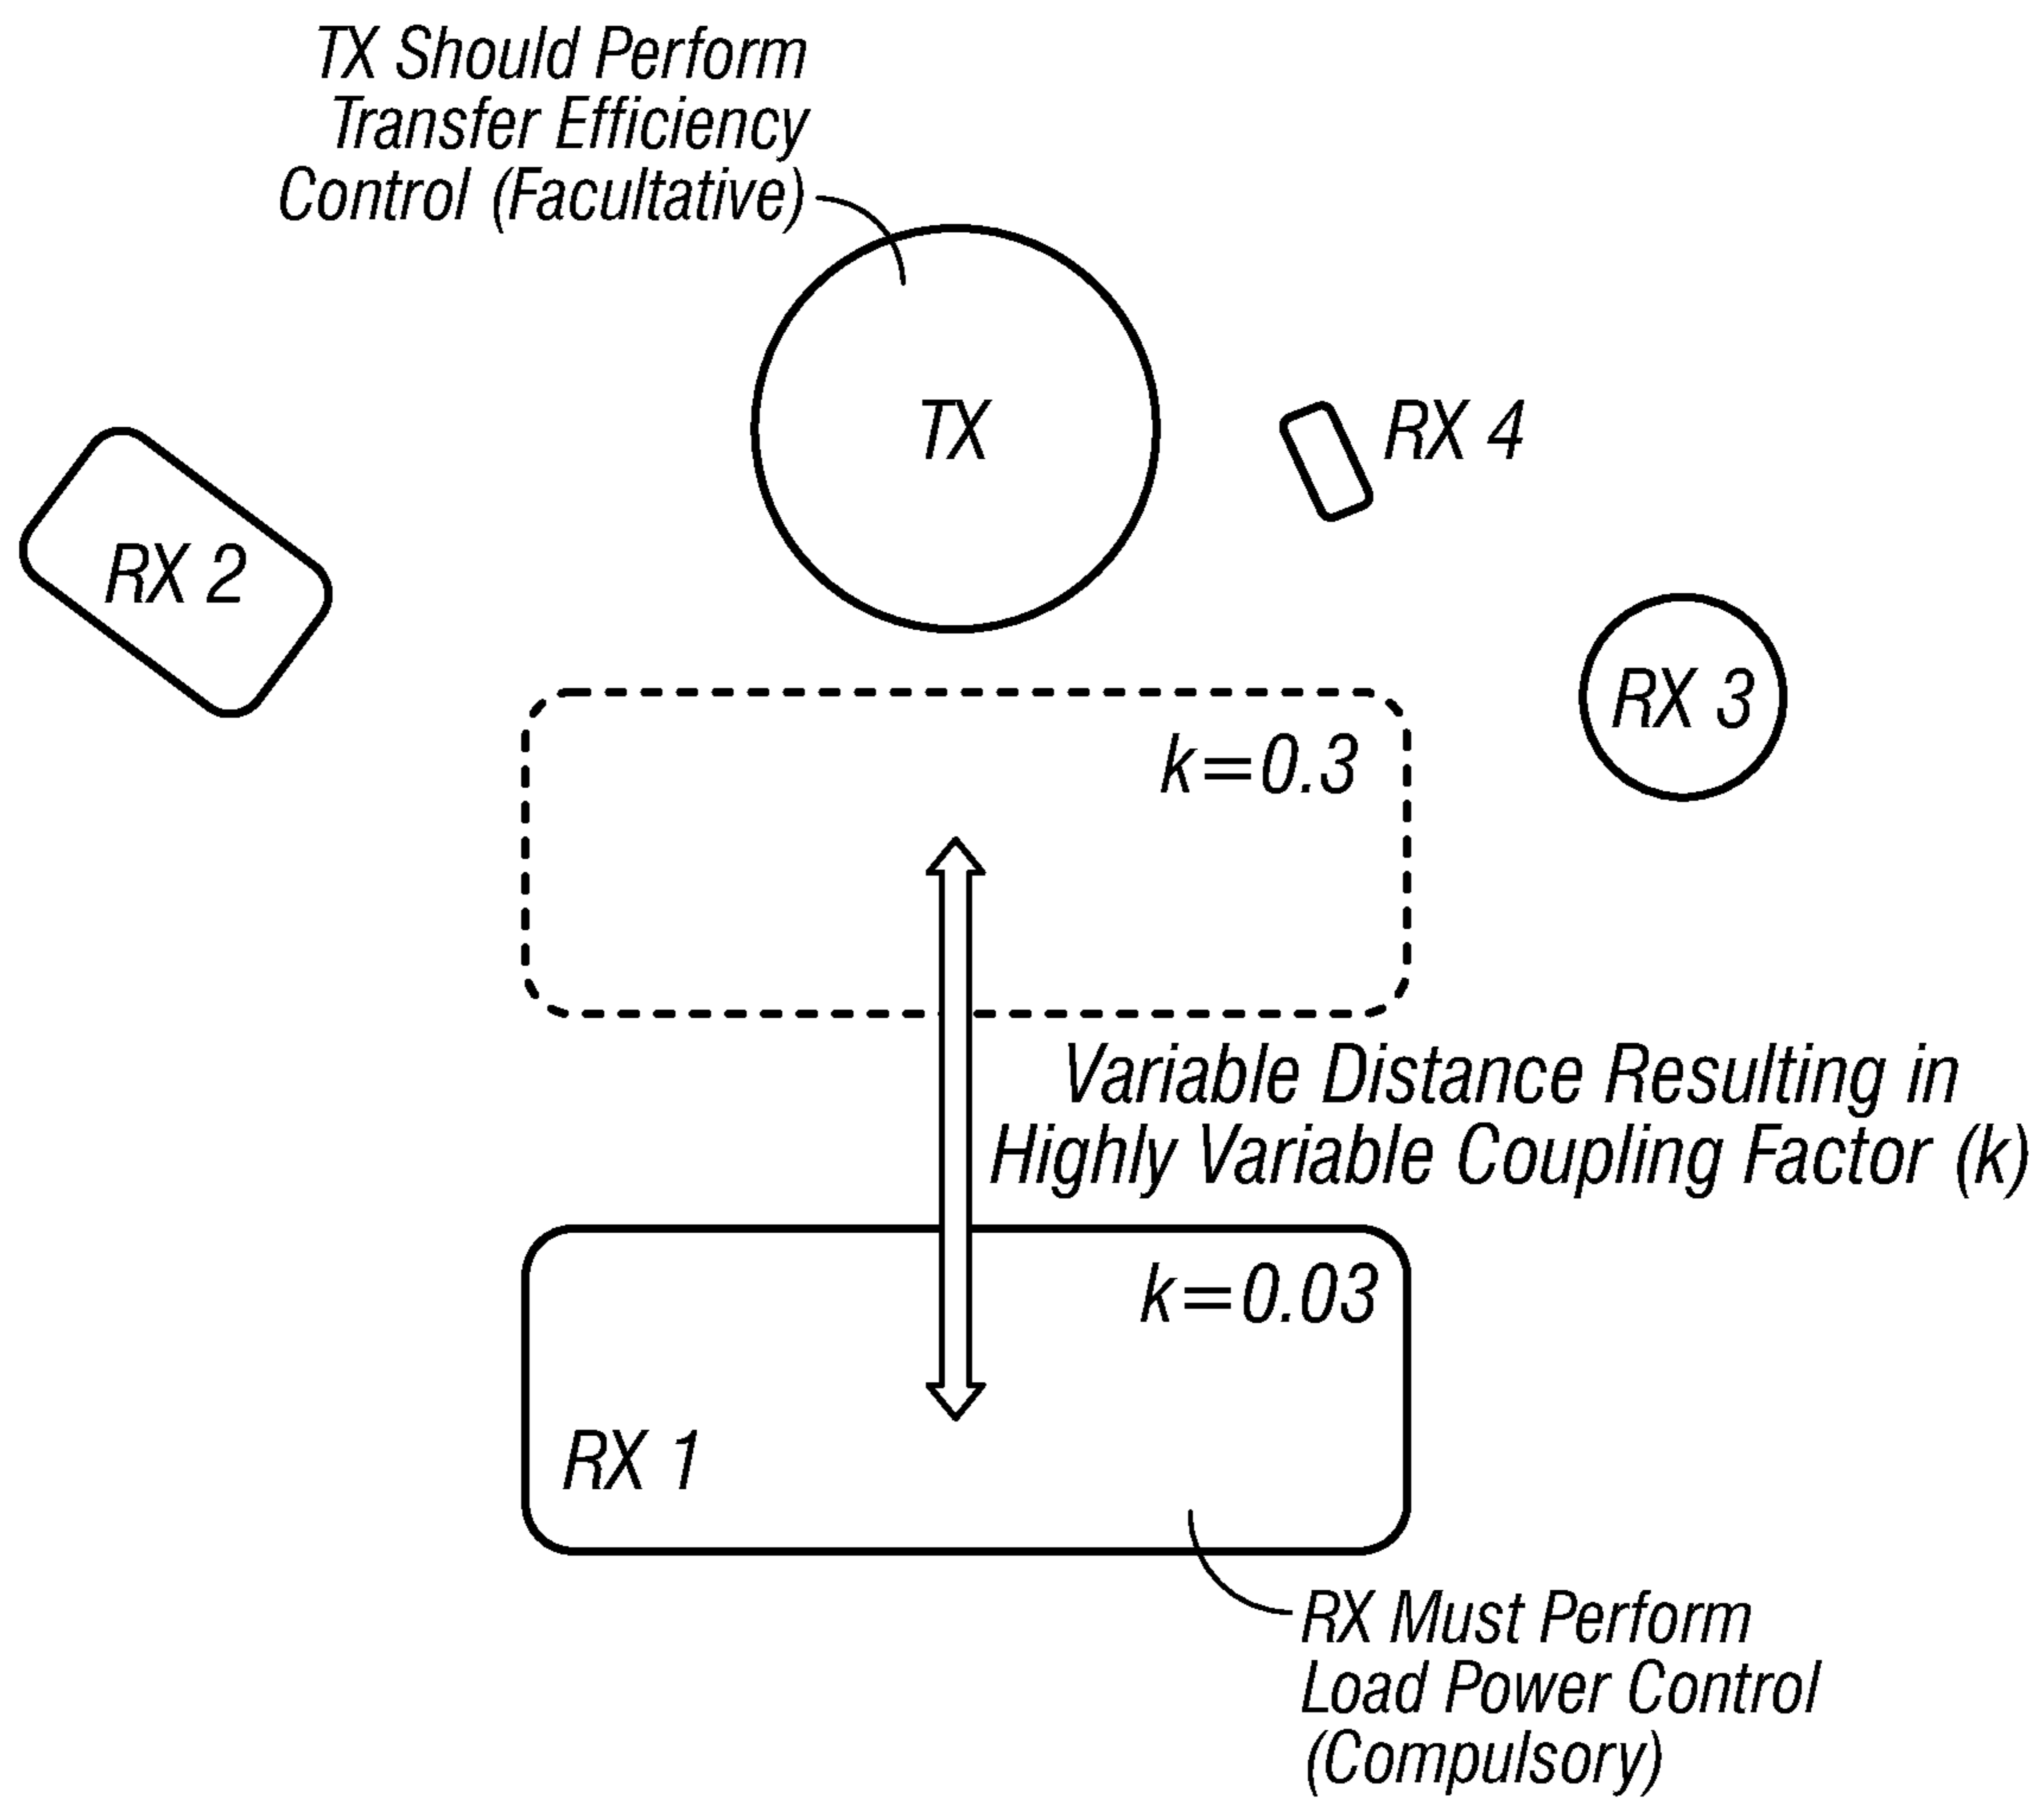 TX Should Perform
Transfer Efficiency
Control (Facultative)
TX
RX 4
RX 2
RX 3
k=0.3
Variable Distance Resulting in
Highly Variable Coupling Factor (k)
k=0.03
RX 1
RX Must Perform
Load Power Control
(Compulsory)